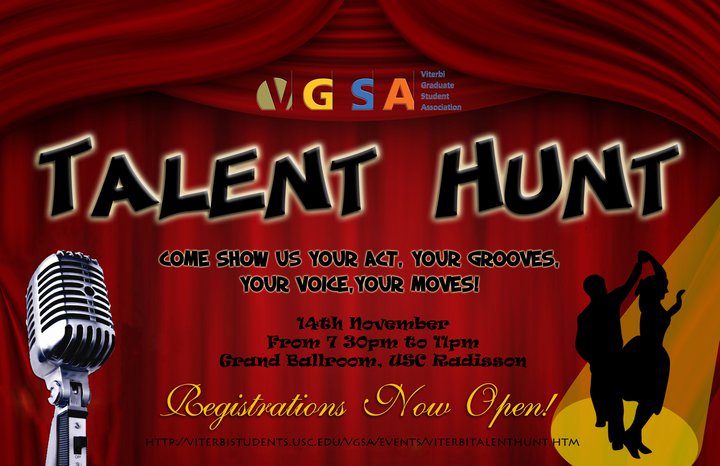 VGSA
Viterbi
Graduate
Student
Association
TALENT HUNT
COME SHOW US YOUR ACT, YOUR GROOVES,
YOUR VOICE,YOUR MOVES!
14th November
From 7 30pm to 11pm
Grand Ballroom, USC Radisson
Registrations Now Open!
HTTP://VITERBISTUDENTS.USC.EDU/VGSA/EVENTS/VITERBITALENTHUNT.HTM